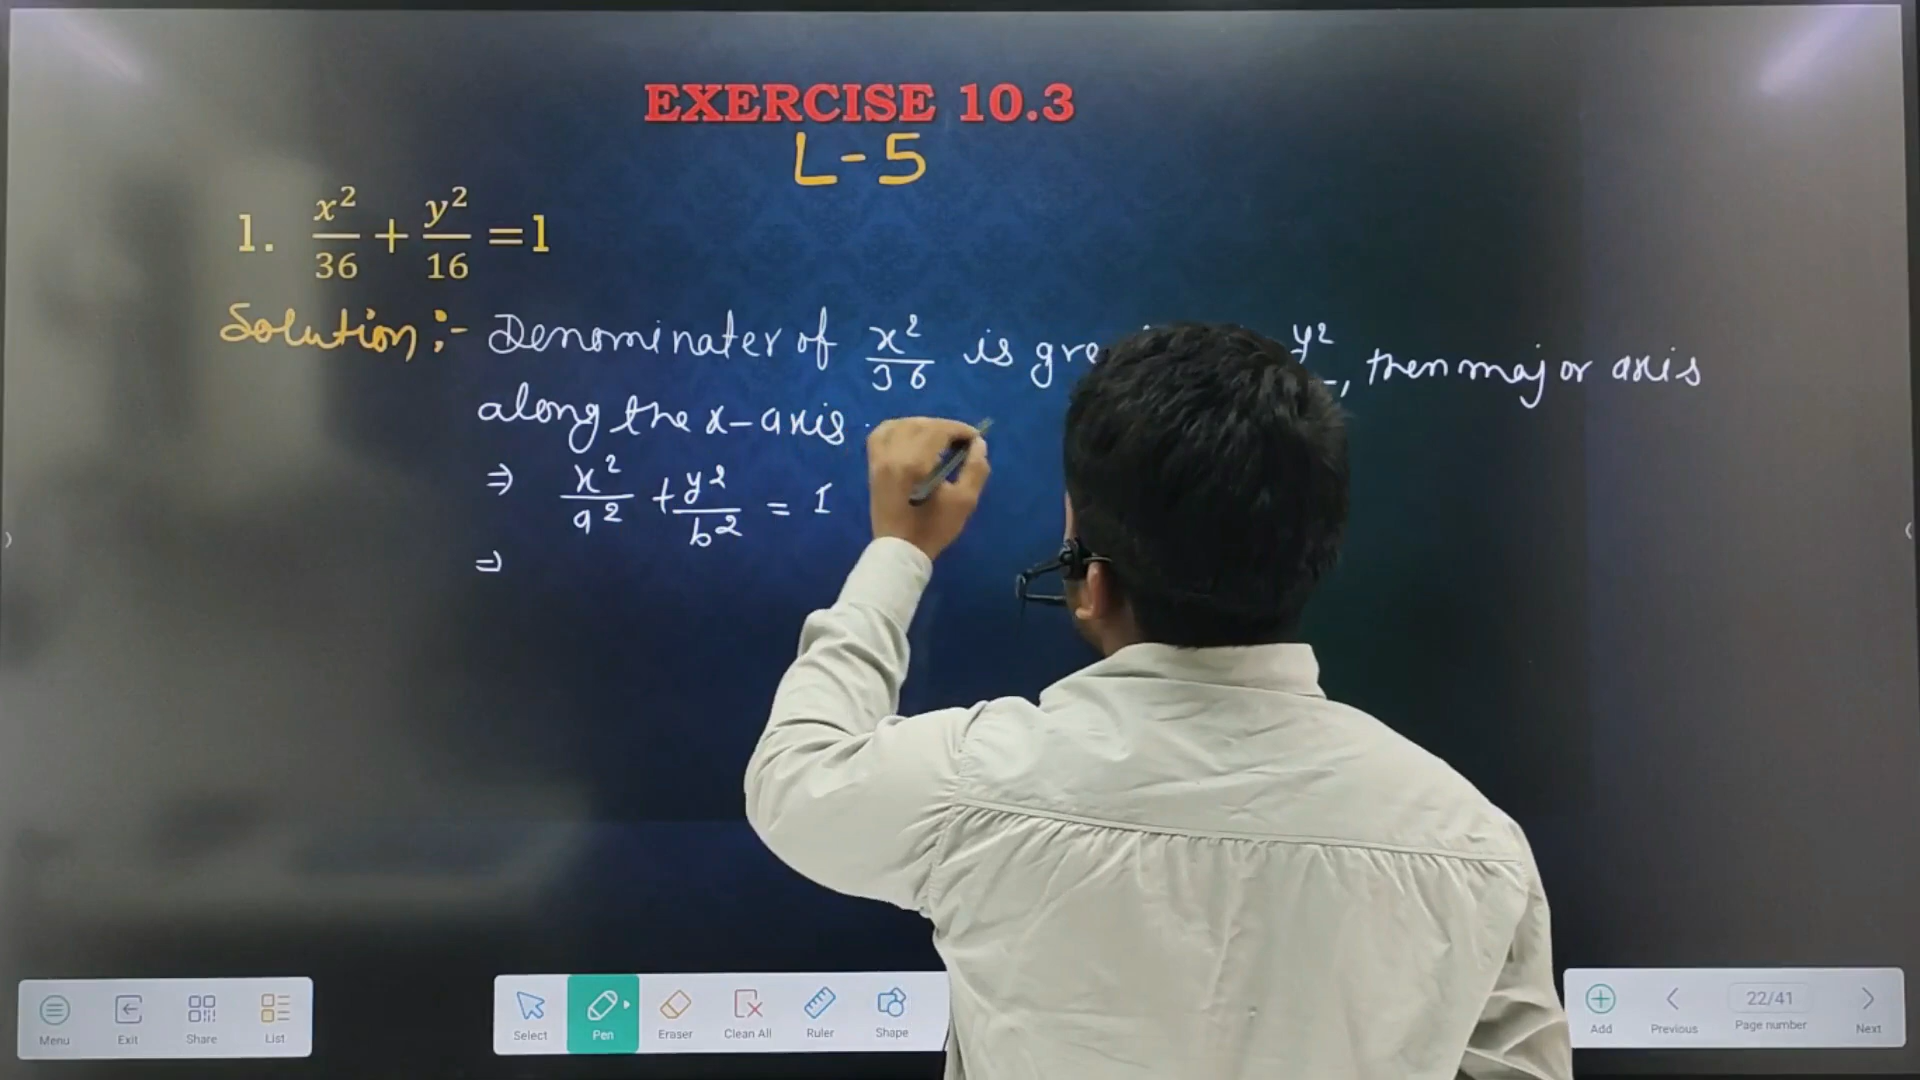 EXERCISE 10.3
L-5
1. x²/36 + y²/16 = 1
Solution :- Denominater of x²/36 is y² , then major axis
along the x-axis
⇒ x²/a² + y²/b² = 1
⇒
Menu Exit Share List
Select Pen Eraser Clean All Ruler Shape
Add Previous 22/41 Page number Next